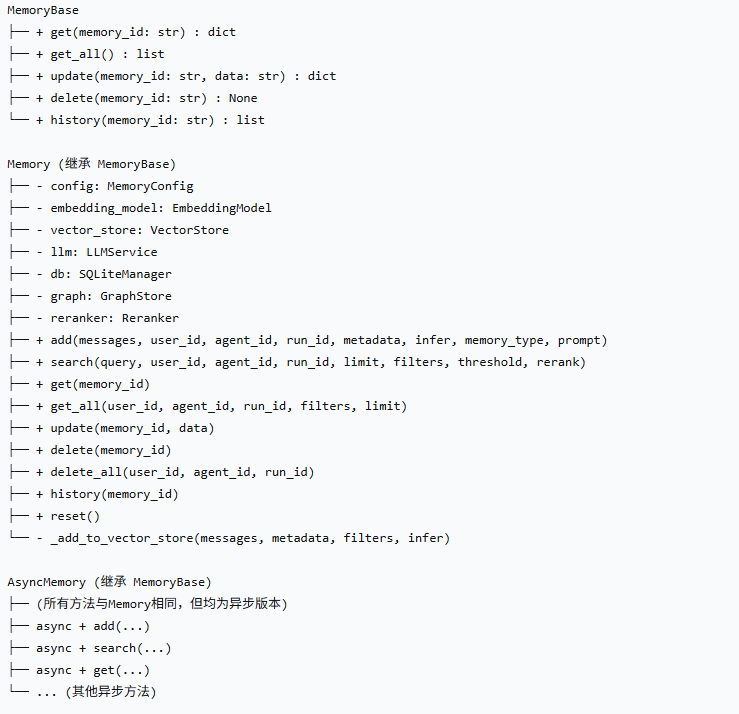 MemoryBase
├── + get(memory_id: str) : dict
├── + get_all() : list
├── + update(memory_id: str, data: str) : dict
├── + delete(memory_id: str) : None
└── + history(memory_id: str) : list

Memory (继承 MemoryBase)
├── - config: MemoryConfig
├── - embedding_model: EmbeddingModel
├── - vector_store: VectorStore
├── - llm: LLMService
├── - db: SQLiteManager
├── - graph: GraphStore
├── - reranker: Reranker
├── + add(messages, user_id, agent_id, run_id, metadata, infer, memory_type, prompt)
├── + search(query, user_id, agent_id, run_id, limit, filters, threshold, rerank)
├── + get(memory_id)
├── + get_all(user_id, agent_id, run_id, filters, limit)
├── + update(memory_id, data)
├── + delete(memory_id)
├── + delete_all(user_id, agent_id, run_id)
├── + history(memory_id)
├── + reset()
└── - _add_to_vector_store(messages, metadata, filters, infer)

AsyncMemory (继承 MemoryBase)
├── (所有方法与Memory相同，但均为异步版本)
├── async + add(...)
├── async + search(...)
├── async + get(...)
└── ... (其他异步方法)